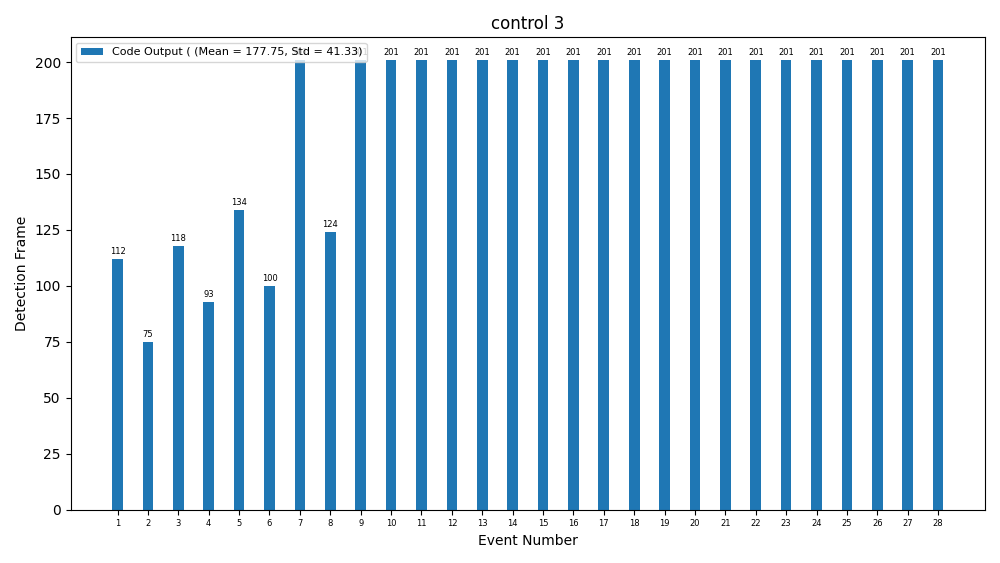 control 3
Code Output ( (Mean = 177.75, Std = 41.33)
201 201 201 201 201 201 201 201 201 201 201 201 201 201 201 201 201 201 201
112 75 118 93 134 100 124
200
175
150
125
100
75
50
25
0
Detection Frame
1 2 3 4 5 6 7 8 9 10 11 12 13 14 15 16 17 18 19 20 21 22 23 24 25 26 27 28
Event Number